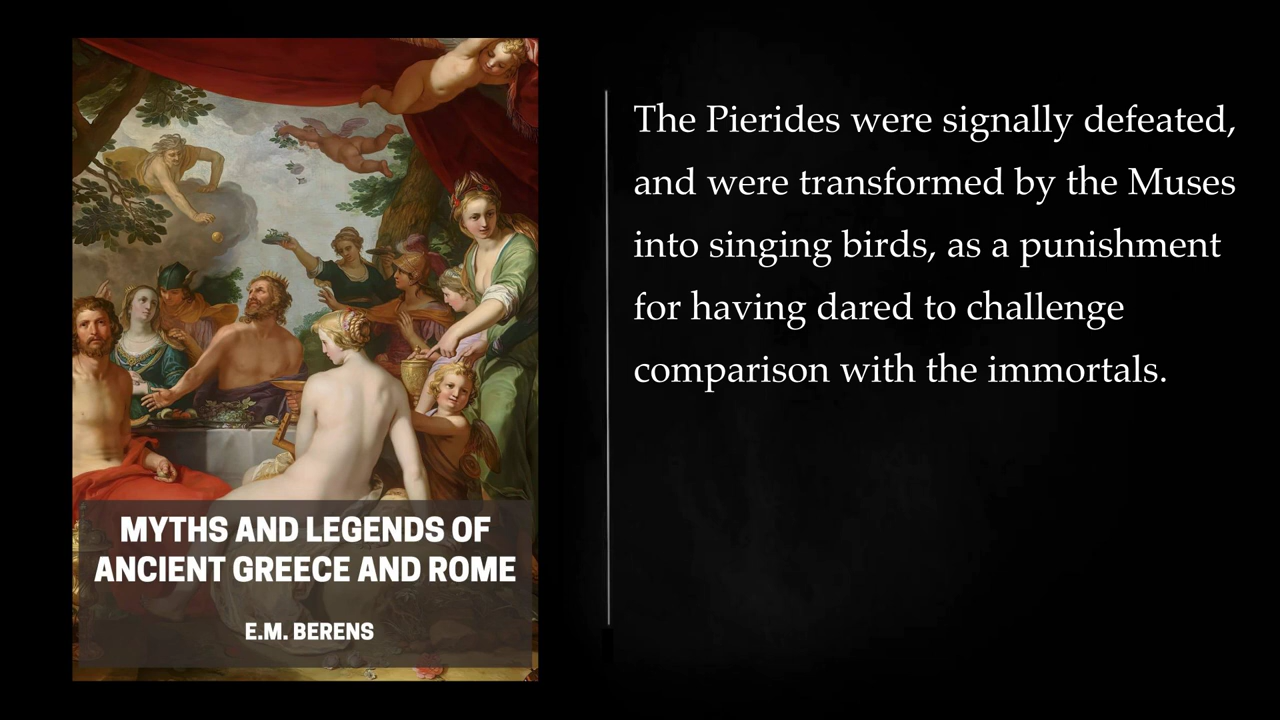 MYTHS AND LEGENDS OF
ANCIENT GREECE AND ROME
E.M. BERENS
The Pierides were signally defeated,
and were transformed by the Muses
into singing birds, as a punishment
for having dared to challenge
comparison with the immortals.